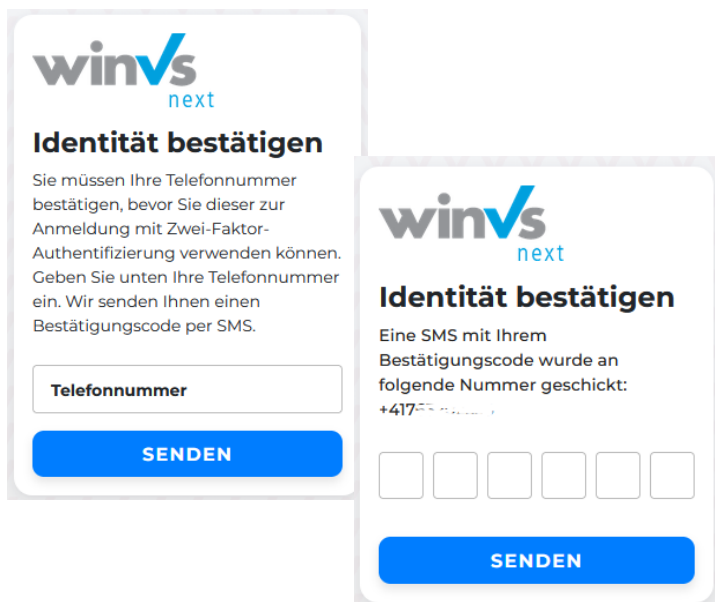 winvs
next
Identität bestätigen
Sie müssen Ihre Telefonnummer
bestätigen, bevor Sie dieser zur
Anmeldung mit Zwei-Faktor-
Authentifizierung verwenden können.
Geben Sie unten Ihre Telefonnummer
ein. Wir senden Ihnen einen
Bestätigungscode per SMS.
Telefonnummer
SENDEN
winvs
next
Identität bestätigen
Eine SMS mit Ihrem
Bestätigungscode wurde an
folgende Nummer geschickt:
+417
SENDEN